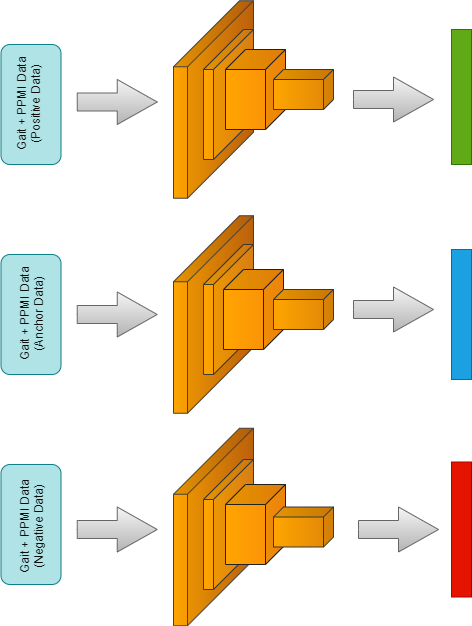 Gait + PPMI Data
(Positive Data)
Gait + PPMI Data
(Anchor Data)
Gait + PPMI Data
(Negative Data)